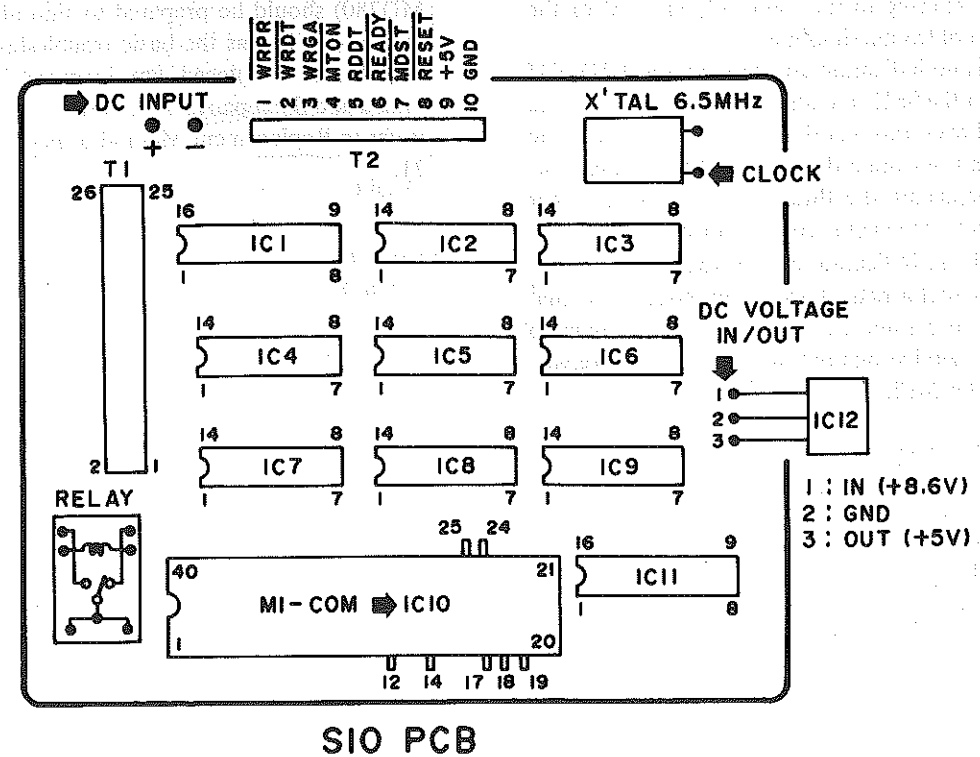 WRPR
WRDT
WRGA
MTON
RDDT
READY
MDST
RESET
+5V
GND
1 2 3 4 5 6 7 8 9 10
T2
DC INPUT
+ −
X'TAL 6.5MHz
CLOCK
T1
26 25
2 1
16 9
IC1
1 8
14 8
IC2
1 7
14 8
IC3
1 7
14 8
IC4
1 7
14 8
IC5
1 7
14 8
IC6
1 7
DC VOLTAGE
IN/OUT
1
2
3
IC12
1 : IN (+8.6V)
2 : GND
3 : OUT (+5V)
14 8
IC7
1 7
14 8
IC8
1 7
14 8
IC9
1 7
RELAY
25 24
40 21
MI-COM IC10
1 20
12 14 17 18 19
16 9
IC11
1 8
SIO PCB